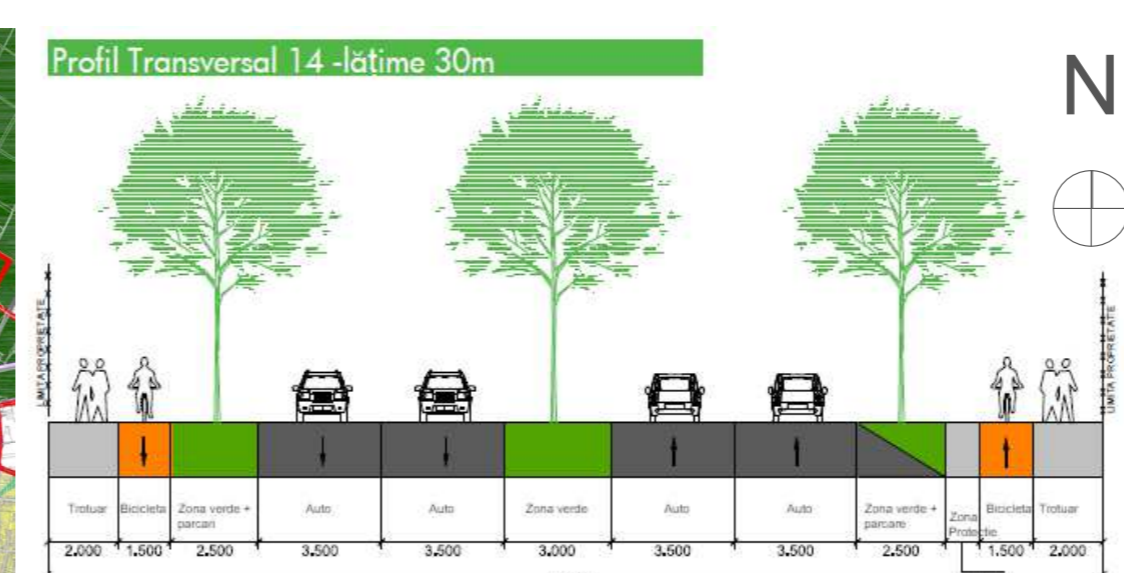 Profil Transversal 14 -lățime 30m
N
LIMITA PROPRIETATE
LIMITA PROPRIETATE
Trotuar Bicicleta Zona verde + parcari Auto Auto Zona verde Auto Auto Zona verde + parcare Zona Protectie Bicicleta Trotuar
2.000 1.500 2.500 3.500 3.500 3.000 3.500 3.500 2.500 1.500 2.000